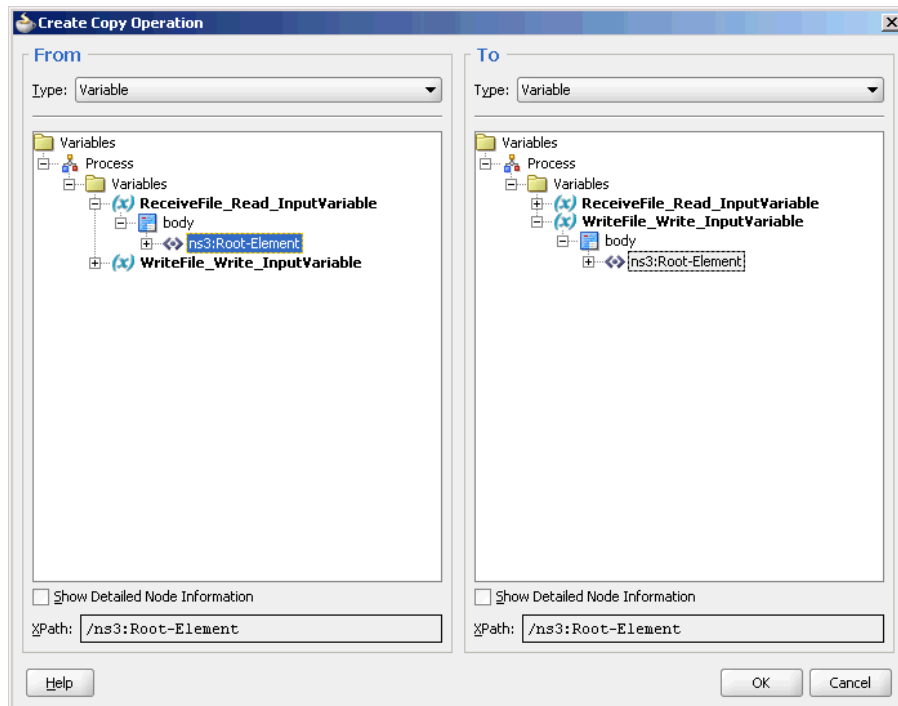 Create Copy Operation
From
Type: Variable
Variables
Process
Variables
ReceiveFile_Read_InputVariable
body
ns3:Root-Element
WriteFile_Write_InputVariable
Show Detailed Node Information
XPath: /ns3:Root-Element
To
Type: Variable
Variables
Process
Variables
ReceiveFile_Read_InputVariable
WriteFile_Write_InputVariable
body
ns3:Root-Element
Show Detailed Node Information
XPath: /ns3:Root-Element
Help
OK
Cancel